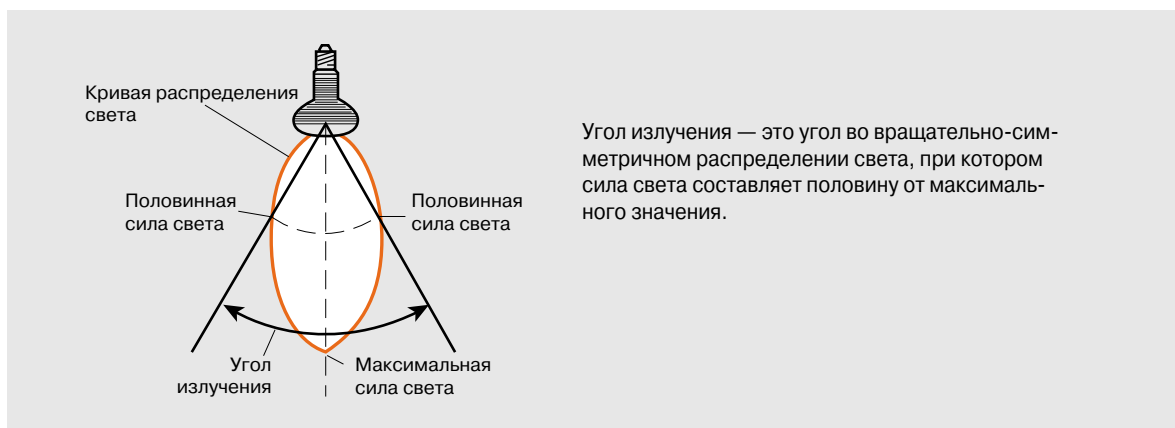 Кривая распределения
света
Половинная
сила света
Половинная
сила света
Угол
излучения
Максимальная
сила света
Угол излучения — это угол во вращательно-сим-
метричном распределении света, при котором
сила света составляет половину от максималь-
ного значения.